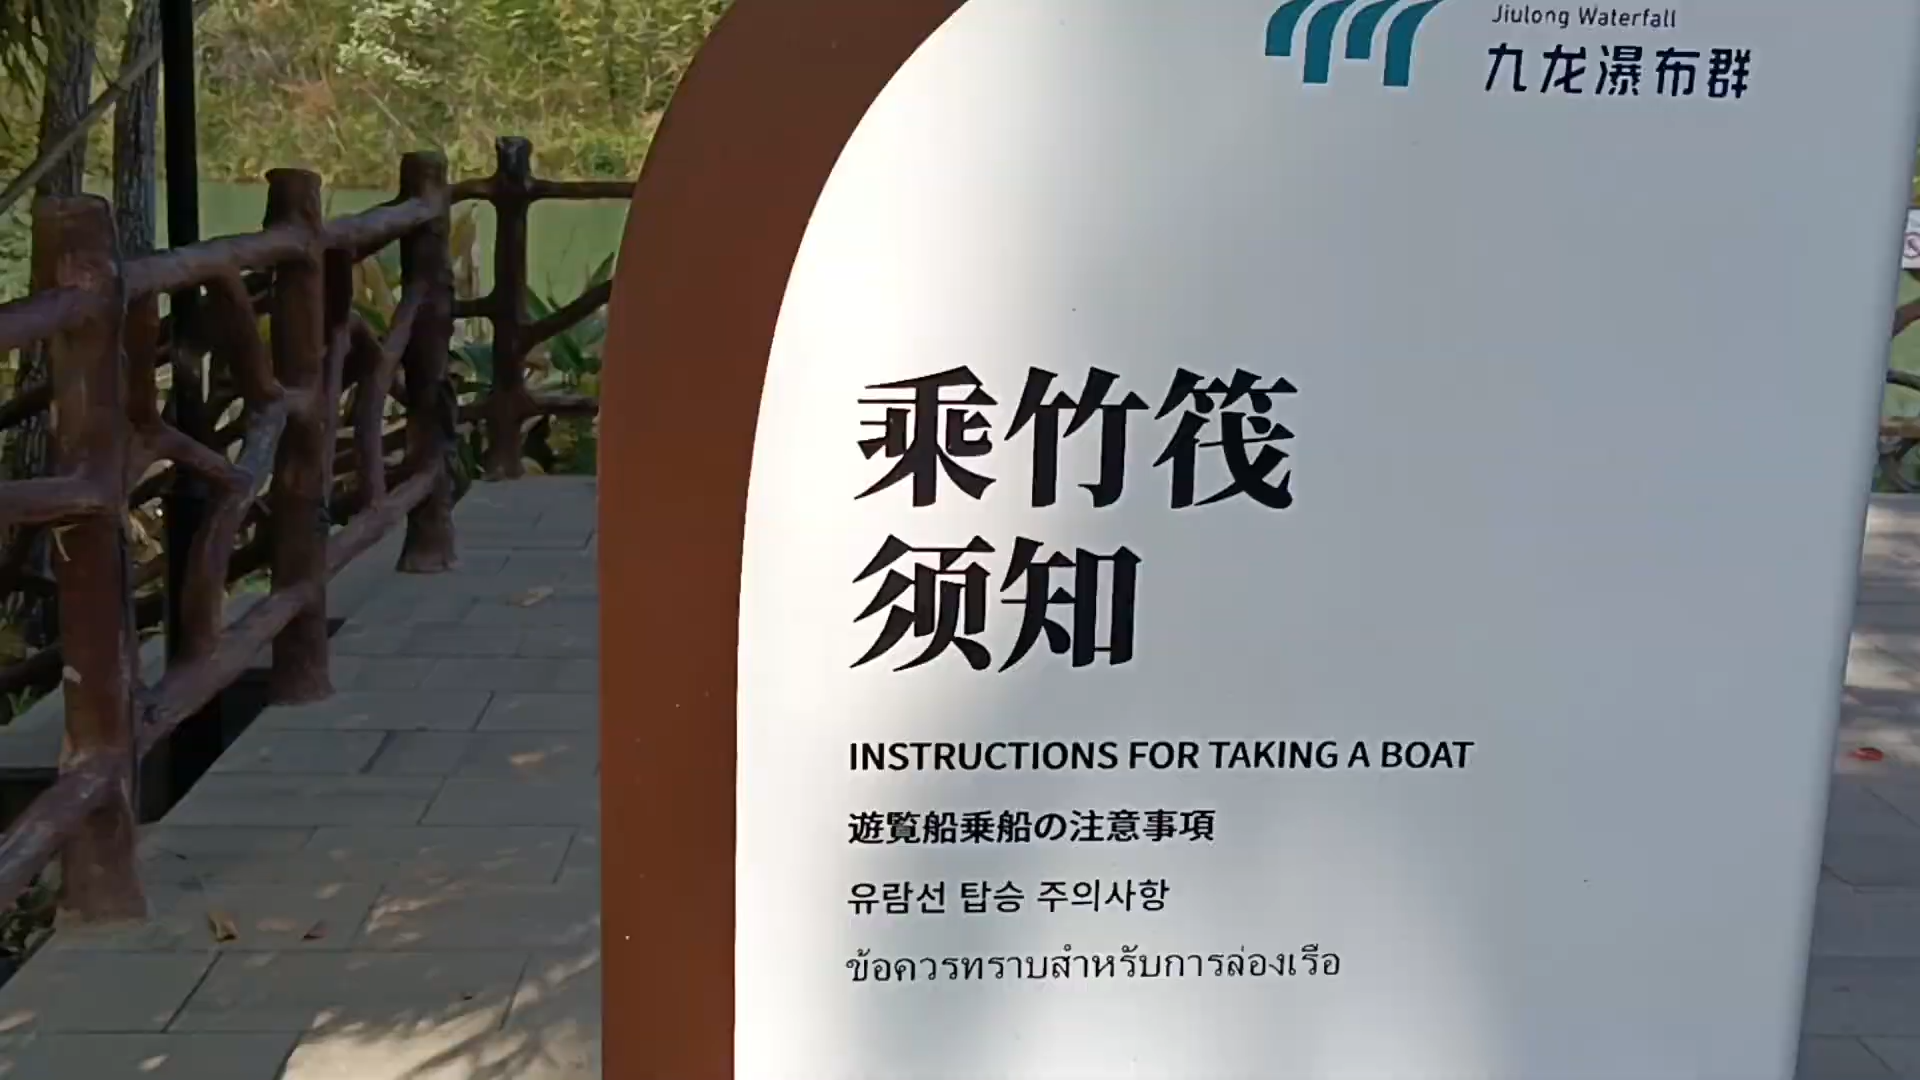 Jiulong Waterfall
九龙瀑布群
乘竹筏
须知
INSTRUCTIONS FOR TAKING A BOAT
遊覧船乗船の注意事項
유람선 탑승 주의사항
ข้อควรทราบสำหรับการล่องเรือ